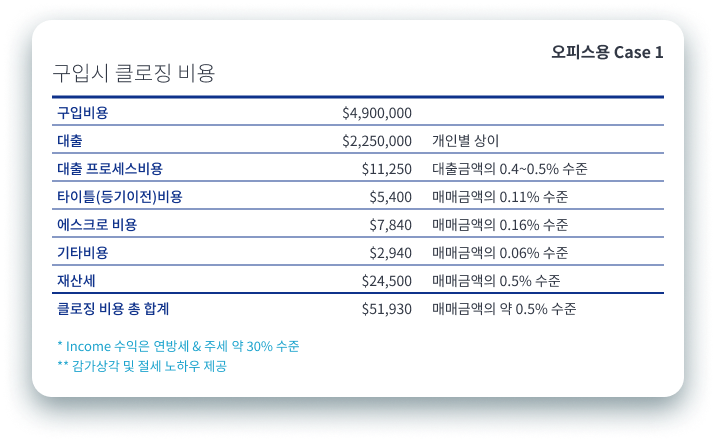 오피스용 Case 1
구입시 클로징 비용
구입비용 $4,900,000
대출 $2,250,000 개인별 상이
대출 프로세스비용 $11,250 대출금액의 0.4~0.5% 수준
타이틀(등기이전)비용 $5,400 매매금액의 0.11% 수준
에스크로 비용 $7,840 매매금액의 0.16% 수준
기타비용 $2,940 매매금액의 0.06% 수준
재산세 $24,500 매매금액의 0.5% 수준
클로징 비용 총 합계 $51,930 매매금액의 약 0.5% 수준
* Income 수익은 연방세 & 주세 약 30% 수준
** 감가상각 및 절세 노하우 제공